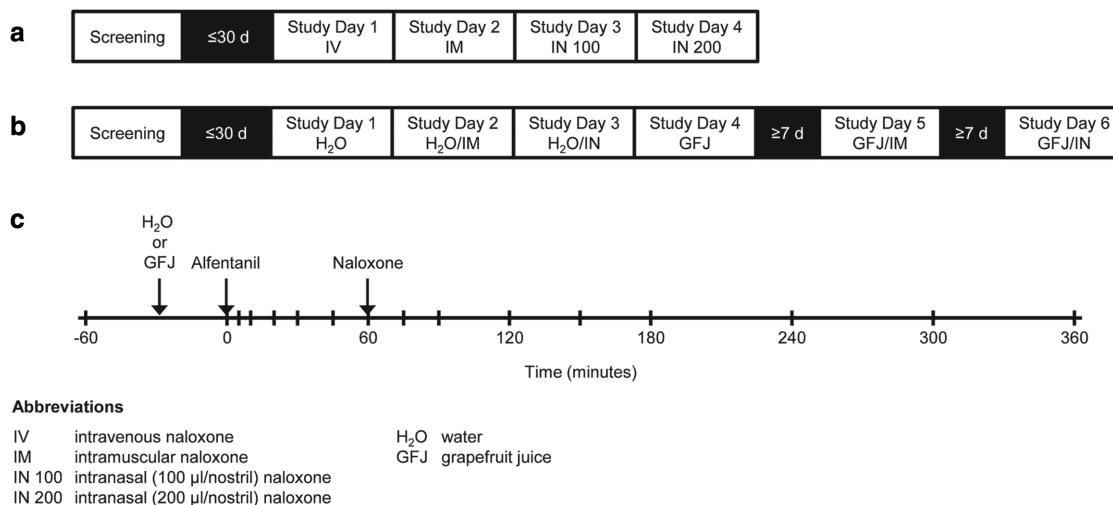 a
Screening ≤30 d Study Day 1 Study Day 2 Study Day 3 Study Day 4
IV IM IN 100 IN 200
b
Screening ≤30 d Study Day 1 Study Day 2 Study Day 3 Study Day 4 ≥7 d Study Day 5 ≥7 d Study Day 6
H₂O H₂O/IM H₂O/IN GFJ GFJ/IM GFJ/IN
c
H₂O
or
GFJ Alfentanil Naloxone
-60 0 60 120 180 240 300 360
Time (minutes)
Abbreviations
IV intravenous naloxone H₂O water
IM intramuscular naloxone GFJ grapefruit juice
IN 100 intranasal (100 µl/nostril) naloxone
IN 200 intranasal (200 µl/nostril) naloxone